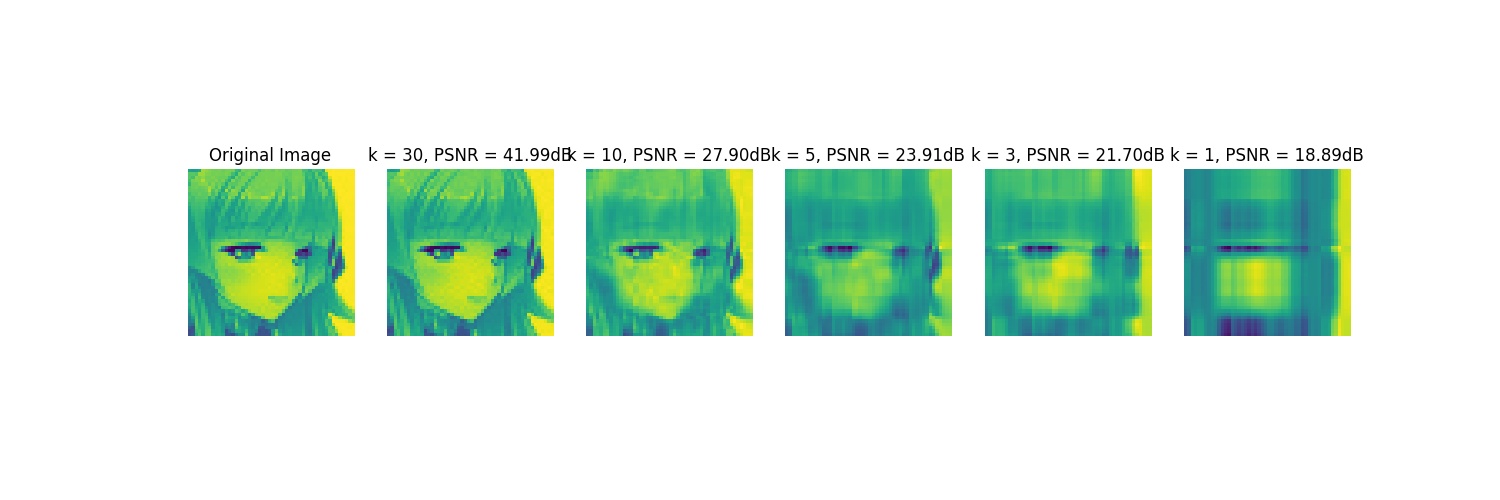 Original Image
k = 30, PSNR = 41.99dB
k = 10, PSNR = 27.90dB
k = 5, PSNR = 23.91dB
k = 3, PSNR = 21.70dB
k = 1, PSNR = 18.89dB